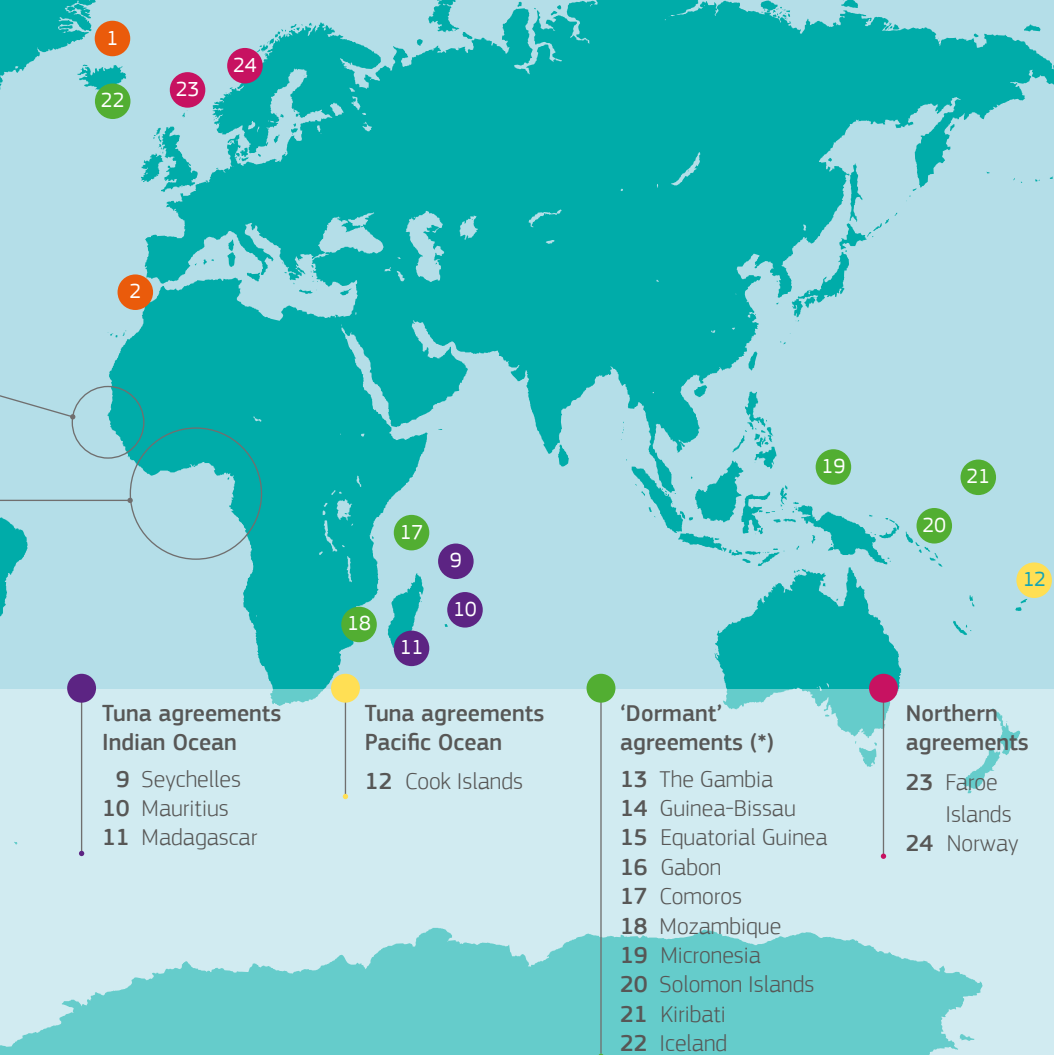 1
24
23
22
2
19
21
20
17
12
9
10
18
11
Tuna agreements
Indian Ocean
9 Seychelles
10 Mauritius
11 Madagascar
Tuna agreements
Pacific Ocean
12 Cook Islands
‘Dormant’
agreements (*)
13 The Gambia
14 Guinea-Bissau
15 Equatorial Guinea
16 Gabon
17 Comoros
18 Mozambique
19 Micronesia
20 Solomon Islands
21 Kiribati
22 Iceland
Northern
agreements
23 Faroe
Islands
24 Norway